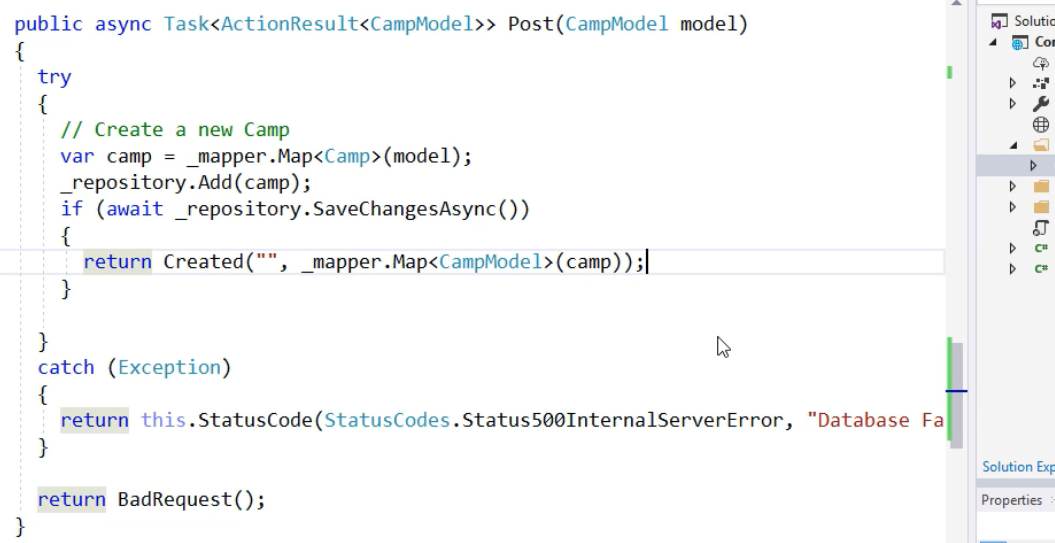 public async Task<ActionResult<CampModel>> Post(CampModel model)
{
try
{
// Create a new Camp
var camp = _mapper.Map<Camp>(model);
_repository.Add(camp);
if (await _repository.SaveChangesAsync())
{
return Created("", _mapper.Map<CampModel>(camp));
}
}
catch (Exception)
{
return this.StatusCode(StatusCodes.Status500InternalServerError, "Database Fa
}
return BadRequest();
}
Solutio
Cor
C#
C#
Solution Exp
Properties